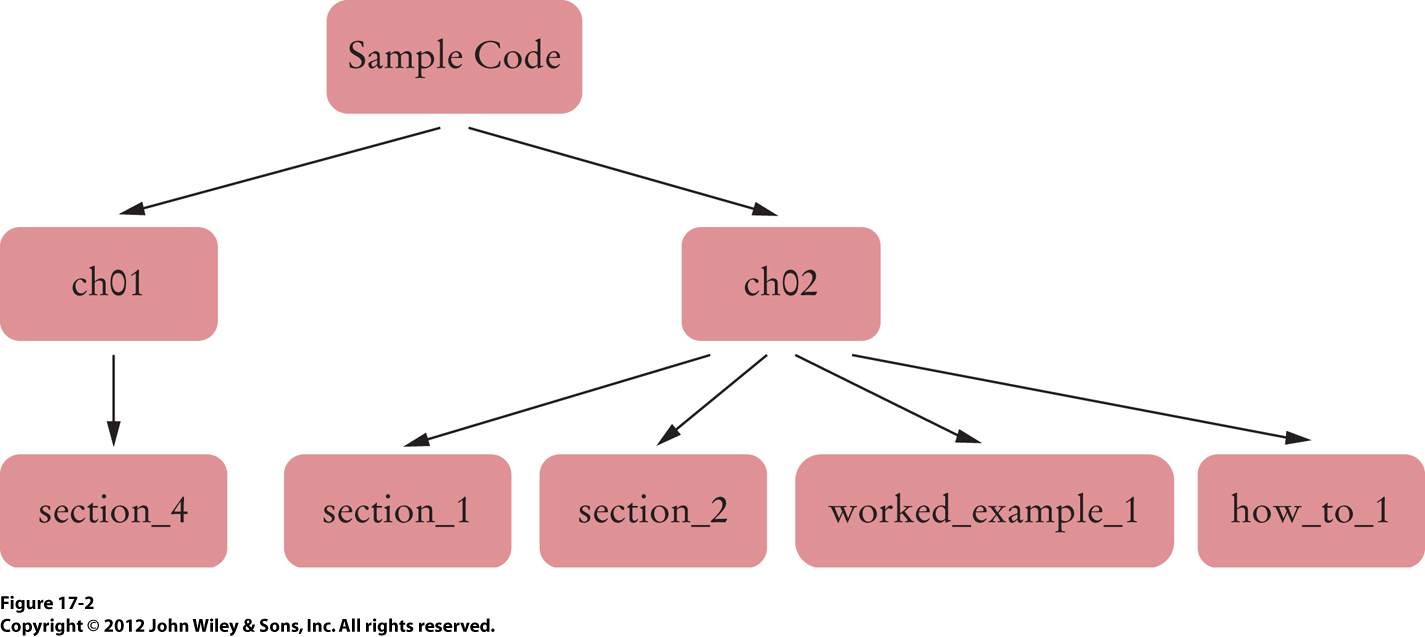 Sample Code
ch01
ch02
section_4
section_1
section_2
worked_example_1
how_to_1
Figure 17-2
Copyright © 2012 John Wiley & Sons, Inc. All rights reserved.